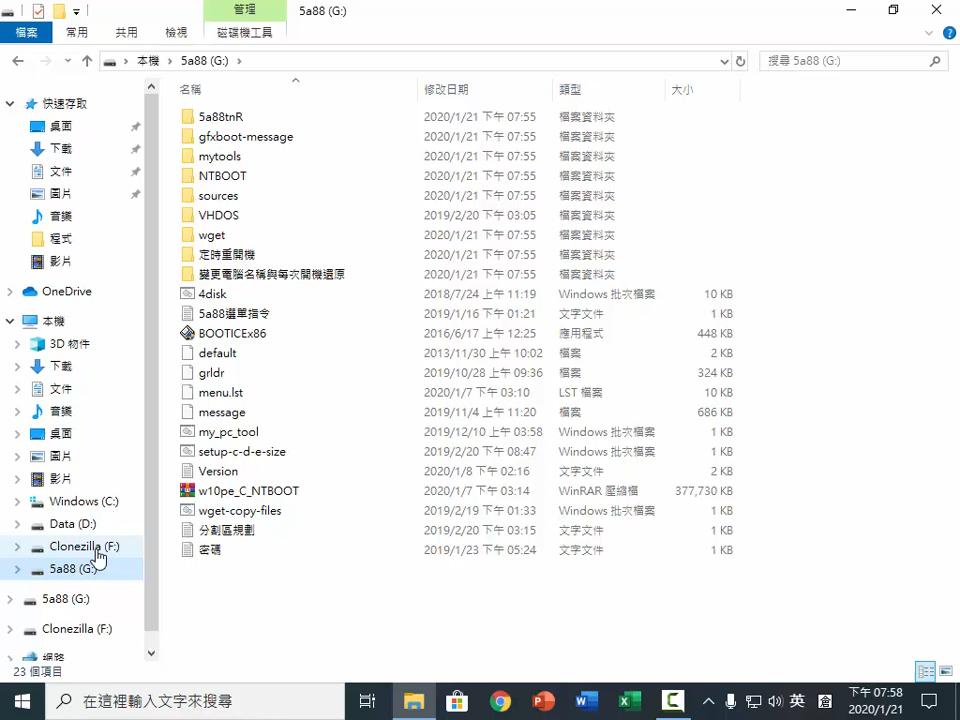 管理
5a88 (G:)
檔案
常用
共用
檢視
磁碟機工具
本機
5a88 (G:)
搜尋 5a88 (G:)
名稱
修改日期
類型
大小
快速存取
桌面
下載
文件
圖片
音樂
程式
影片
OneDrive
本機
3D 物件
下載
文件
音樂
桌面
圖片
影片
Windows (C:)
Data (D:)
Clonezilla (F:)
5a88 (G:)
5a88 (G:)
Clonezilla (F:)
網路
5a88tnR 2020/1/21 下午 07:55 檔案資料夾
gfxboot-message 2020/1/21 下午 07:55 檔案資料夾
mytools 2020/1/21 下午 07:55 檔案資料夾
NTBOOT 2020/1/21 下午 07:55 檔案資料夾
sources 2020/1/21 下午 07:55 檔案資料夾
VHDOS 2019/2/20 下午 03:05 檔案資料夾
wget 2020/1/21 下午 07:55 檔案資料夾
定時重開機 2020/1/21 下午 07:55 檔案資料夾
變更電腦名稱與每次開機還原 2020/1/21 下午 07:55 檔案資料夾
4disk 2018/7/24 上午 11:19 Windows 批次檔案 10 KB
5a88選單指令 2019/1/16 下午 01:21 文字文件 1 KB
BOOTICEx86 2016/6/17 上午 12:25 應用程式 448 KB
default 2013/11/30 上午 10:02 檔案 2 KB
grldr 2019/10/28 上午 09:36 檔案 324 KB
menu.lst 2020/1/7 下午 03:10 LST 檔案 10 KB
message 2019/11/4 上午 11:20 檔案 686 KB
my_pc_tool 2019/12/10 上午 03:58 Windows 批次檔案 1 KB
setup-c-d-e-size 2019/2/20 上午 08:47 Windows 批次檔案 1 KB
Version 2020/1/8 下午 02:16 文字文件 2 KB
w10pe_C_NTBOOT 2020/1/7 下午 03:14 WinRAR 壓縮檔 377,730 KB
wget-copy-files 2019/2/19 上午 01:33 Windows 批次檔案 1 KB
分割區規劃 2019/2/20 下午 03:15 文字文件 1 KB
密碼 2019/1/23 下午 05:24 文字文件 1 KB
23 個項目
在這裡輸入文字來搜尋
英
下午 07:58
2020/1/21